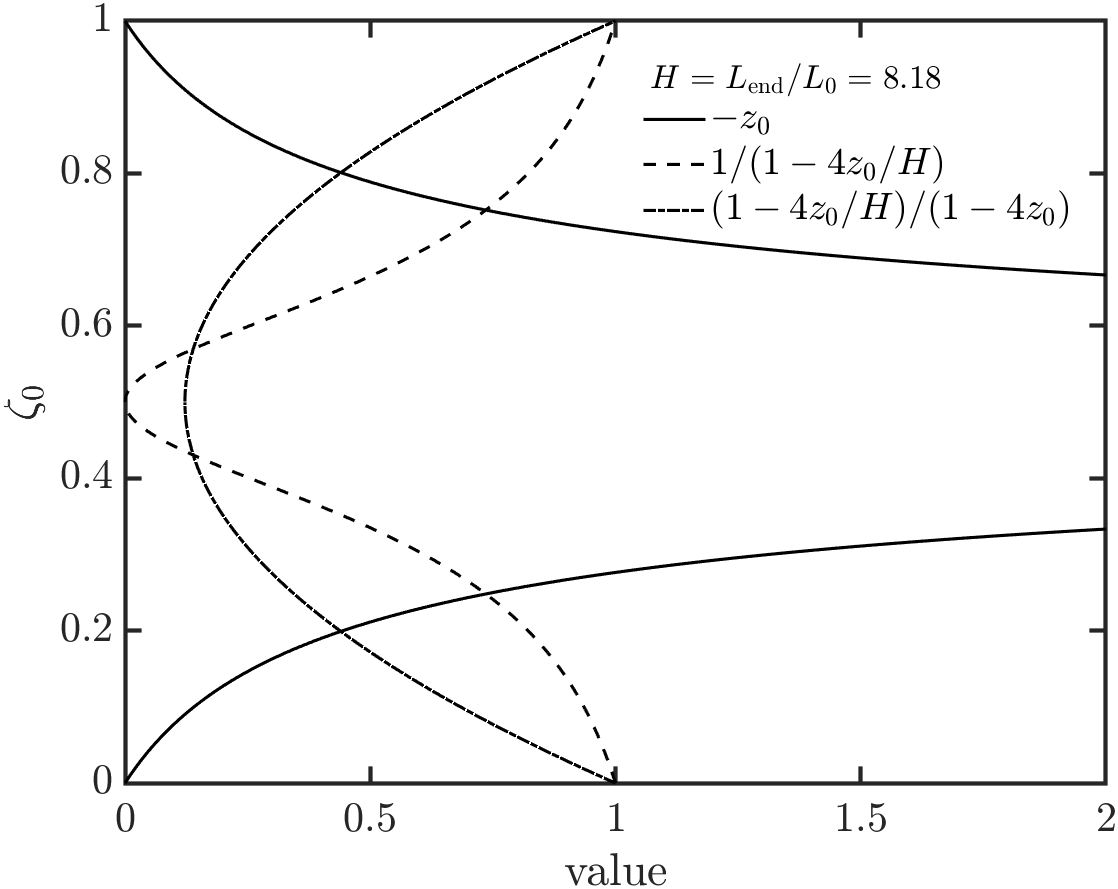 1
0.8
0.6
0.4
0.2
0
ζ₀
H = L_end/L₀ = 8.18
−z₀
1/(1 − 4z₀/H)
(1 − 4z₀/H)/(1 − 4z₀)
0 0.5 1 1.5 2
value